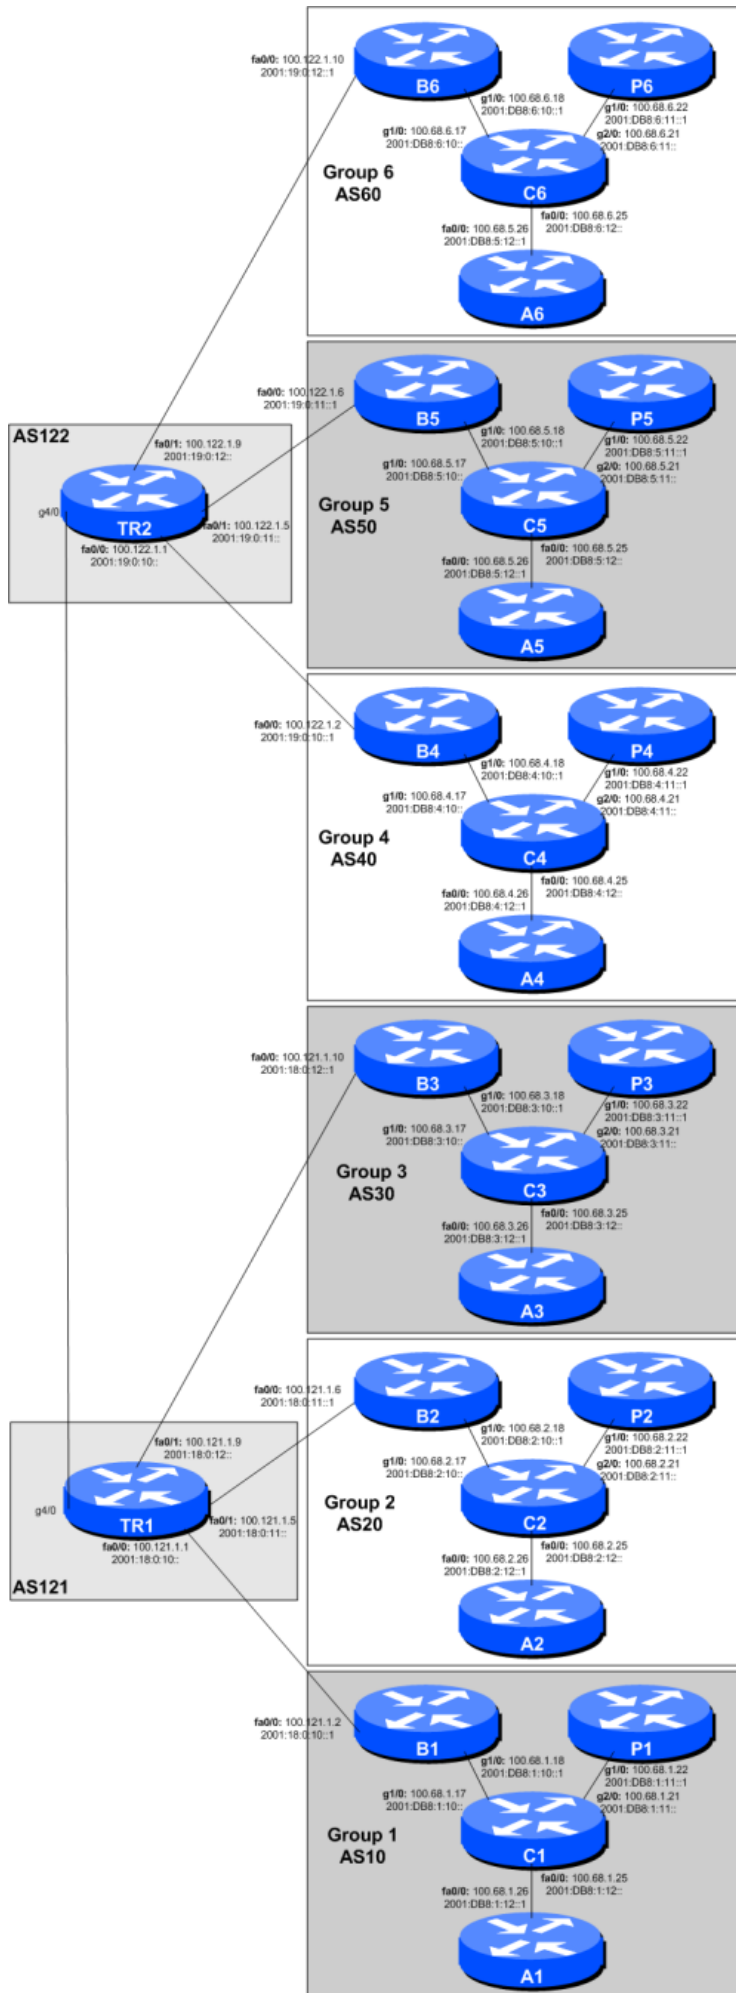 fa0/0: 100.122.1.10
2001:19:0:12::1
B6
P6
g1/0: 100.68.6.18
2001:DB8:6:10::1
g1/0: 100.68.6.22
2001:DB8:6:11::1
g1/0: 100.68.6.17
2001:DB8:6:10::
g2/0: 100.68.6.21
2001:DB8:6:11::
Group 6
AS60
C6
fa0/0: 100.68.6.25
2001:DB8:6:12::
fa0/0: 100.68.5.26
2001:DB8:5:12::1
A6
fa0/0: 100.122.1.6
2001:19:0:11::1
B5
P5
g1/0: 100.68.5.18
2001:DB8:5:10::1
g1/0: 100.68.5.22
2001:DB8:5:11::1
g1/0: 100.68.5.17
2001:DB8:5:10::
g2/0: 100.68.5.21
2001:DB8:5:11::
Group 5
AS50
C5
fa0/0: 100.68.5.25
2001:DB8:5:12::
fa0/0: 100.68.5.26
2001:DB8:5:12::1
A5
AS122
fa0/1: 100.122.1.9
2001:19:0:12::
g4/0
TR2
fa0/1: 100.122.1.5
2001:19:0:11::
fa0/0: 100.122.1.1
2001:19:0:10::
fa0/0: 100.122.1.2
2001:19:0:10::1
B4
P4
g1/0: 100.68.4.18
2001:DB8:4:10::1
g1/0: 100.68.4.22
2001:DB8:4:11::1
g1/0: 100.68.4.17
2001:DB8:4:10::
g2/0: 100.68.4.21
2001:DB8:4:11::
Group 4
AS40
C4
fa0/0: 100.68.4.25
2001:DB8:4:12::
fa0/0: 100.68.4.26
2001:DB8:4:12::1
A4
fa0/0: 100.121.1.10
2001:18:0:12::1
B3
P3
g1/0: 100.68.3.18
2001:DB8:3:10::1
g1/0: 100.68.3.22
2001:DB8:3:11::1
g1/0: 100.68.3.17
2001:DB8:3:10::
g2/0: 100.68.3.21
2001:DB8:3:11::
Group 3
AS30
C3
fa0/0: 100.68.3.25
2001:DB8:3:12::
fa0/0: 100.68.3.26
2001:DB8:3:12::1
A3
fa0/0: 100.121.1.6
2001:18:0:11::1
B2
P2
g1/0: 100.68.2.18
2001:DB8:2:10::1
g1/0: 100.68.2.22
2001:DB8:2:11::1
g1/0: 100.68.2.17
2001:DB8:2:10::
g2/0: 100.68.2.21
2001:DB8:2:11::
Group 2
AS20
C2
fa0/0: 100.68.2.25
2001:DB8:2:12::
fa0/0: 100.68.2.26
2001:DB8:2:12::1
A2
fa0/1: 100.121.1.9
2001:18:0:12::
g4/0
TR1
fa0/1: 100.121.1.5
2001:18:0:11::
fa0/0: 100.121.1.1
2001:18:0:10::
AS121
fa0/0: 100.121.1.2
2001:18:0:10::1
B1
P1
g1/0: 100.68.1.18
2001:DB8:1:10::1
g1/0: 100.68.1.22
2001:DB8:1:11::1
g1/0: 100.68.1.17
2001:DB8:1:10::
g2/0: 100.68.1.21
2001:DB8:1:11::
Group 1
AS10
C1
fa0/0: 100.68.1.25
2001:DB8:1:12::
fa0/0: 100.68.1.26
2001:DB8:1:12::1
A1